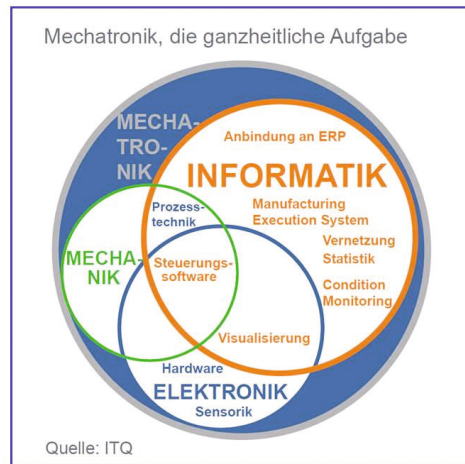 Mechatronik, die ganzheitliche Aufgabe
MECHA-
TRO-
NIK
Anbindung an ERP
INFORMATIK
Prozess-
technik
Manufacturing
Execution System
Vernetzung
Statistik
MECHA-
NIK
Steuerungs-
software
Condition
Monitoring
Visualisierung
Hardware
ELEKTRONIK
Sensorik
Quelle: ITQ